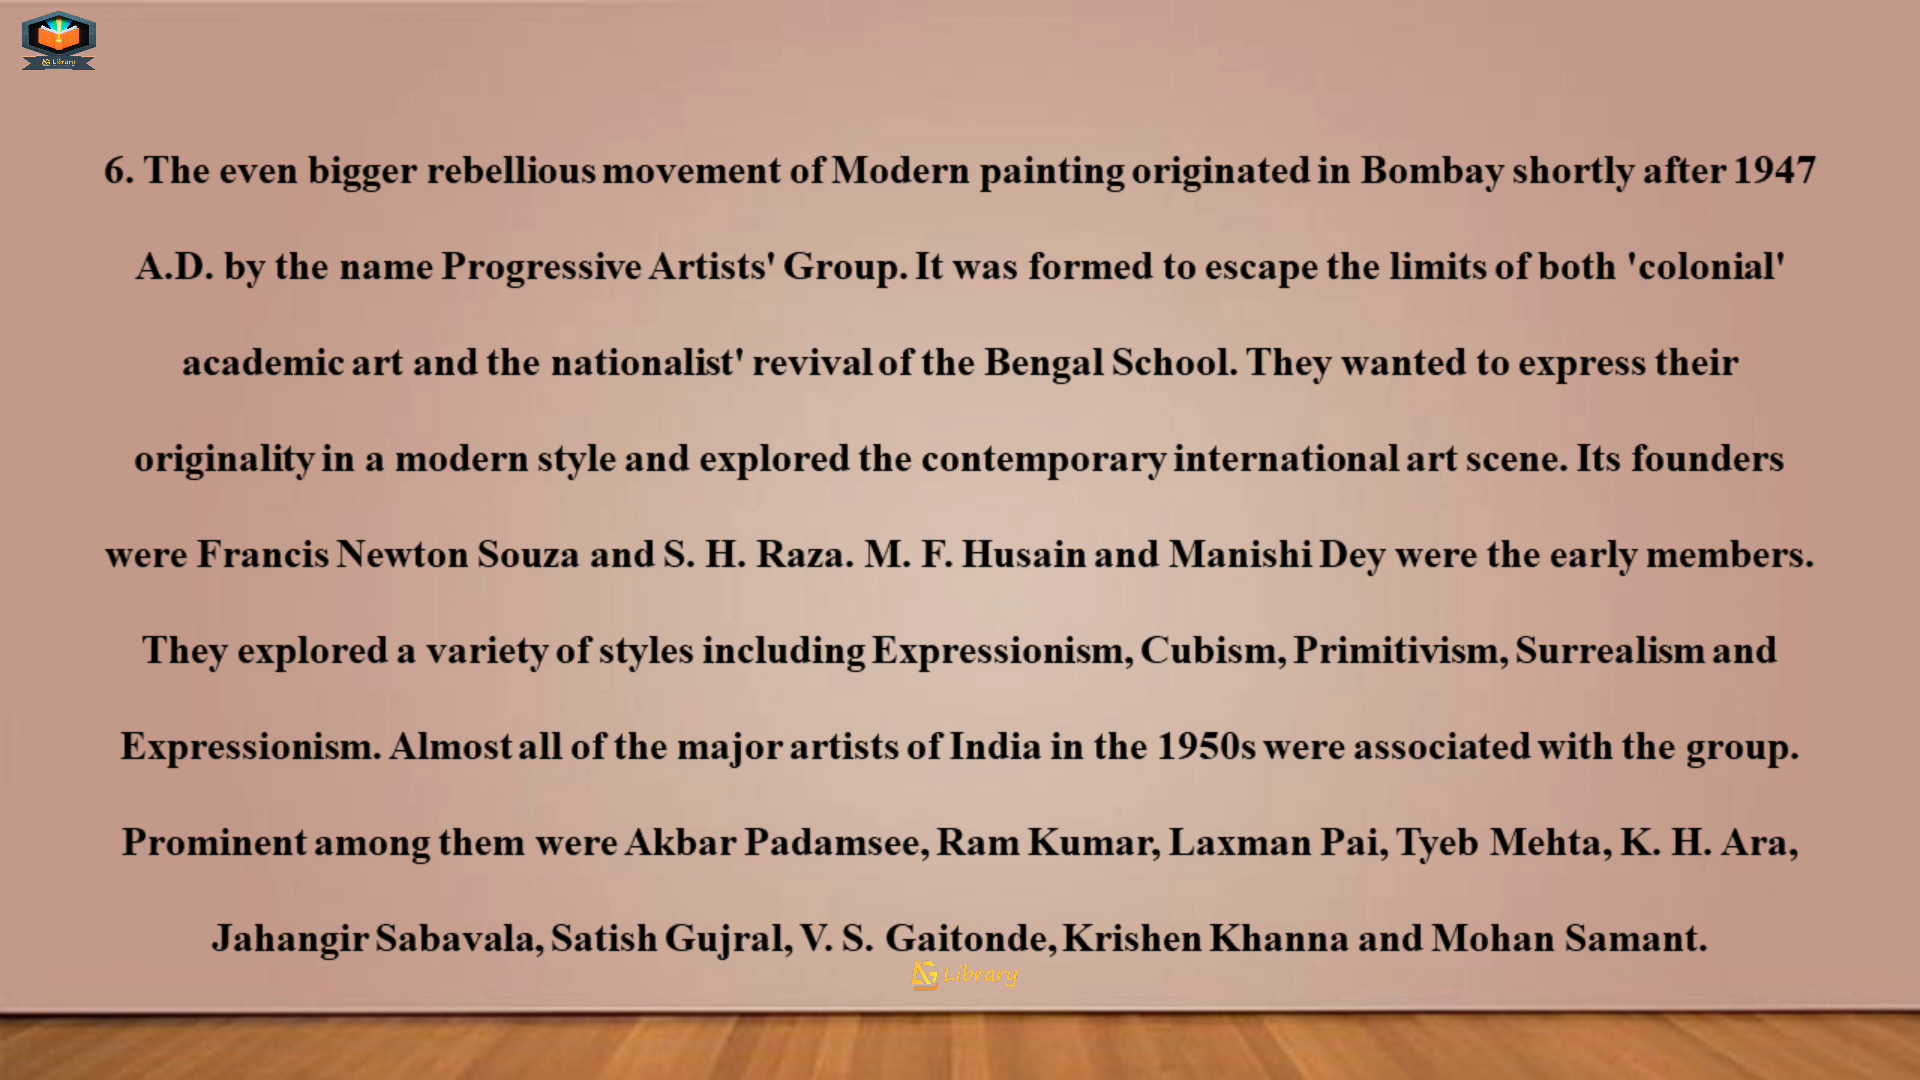 NG Library
6. The even bigger rebellious movement of Modern painting originated in Bombay shortly after 1947
A.D. by the name Progressive Artists' Group. It was formed to escape the limits of both 'colonial'
academic art and the nationalist' revival of the Bengal School. They wanted to express their
originality in a modern style and explored the contemporary international art scene. Its founders
were Francis Newton Souza and S. H. Raza. M. F. Husain and Manishi Dey were the early members.
They explored a variety of styles including Expressionism, Cubism, Primitivism, Surrealism and
Expressionism. Almost all of the major artists of India in the 1950s were associated with the group.
Prominent among them were Akbar Padamsee, Ram Kumar, Laxman Pai, Tyeb Mehta, K. H. Ara,
Jahangir Sabavala, Satish Gujral, V. S. Gaitonde, Krishen Khanna and Mohan Samant.
NG Library